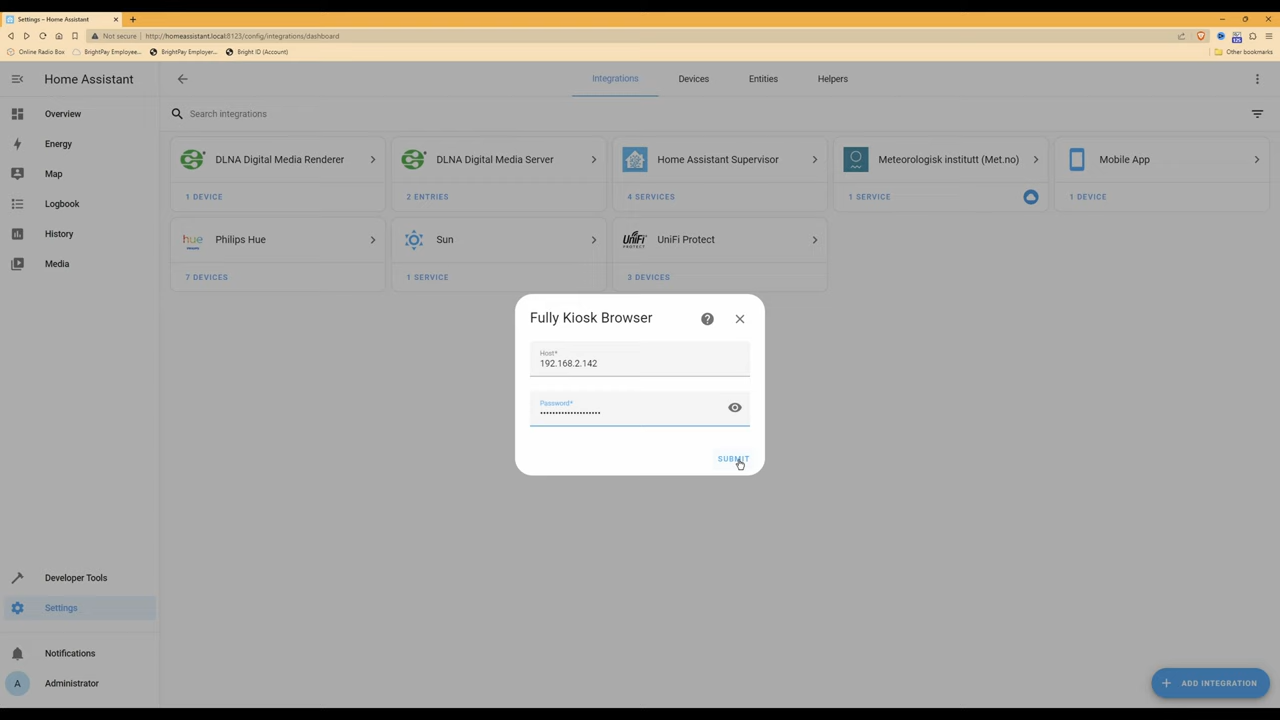 Settings – Home Assistant
Not secure
http://homeassistant.local:8123/config/integrations/dashboard
Online Radio Box
BrightPay Employee...
BrightPay Employer...
Bright ID (Account)
Other bookmarks
Home Assistant
Integrations
Devices
Entities
Helpers
Overview
Energy
Map
Logbook
History
Media
Search integrations
DLNA Digital Media Renderer
1 DEVICE
DLNA Digital Media Server
2 ENTRIES
Home Assistant Supervisor
4 SERVICES
Meteorologisk institutt (Met.no)
1 SERVICE
Mobile App
1 DEVICE
hue
Philips Hue
7 DEVICES
Sun
1 SERVICE
UniFi
PROTECT
UniFi Protect
3 DEVICES
Fully Kiosk Browser
Host*
192.168.2.142
Password*
••••••••••••••••••••
SUBMIT
Developer Tools
Settings
Notifications
A
Administrator
ADD INTEGRATION